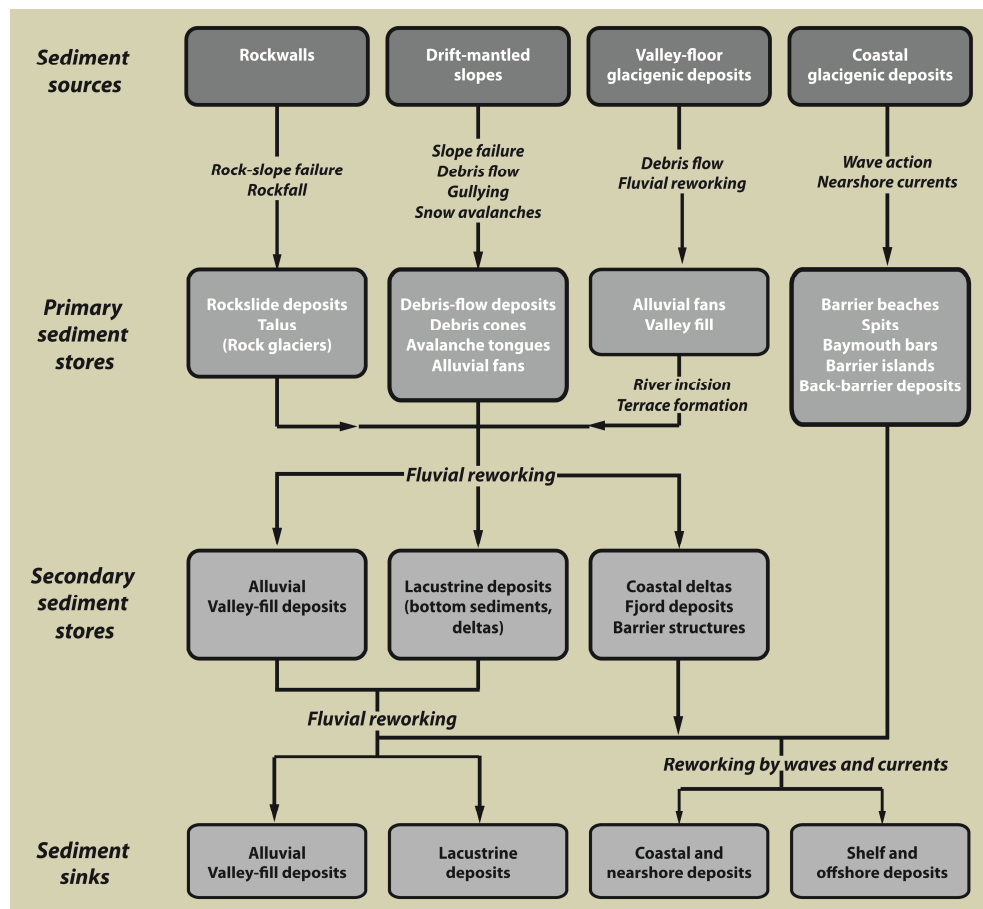 Sediment
sources
Rockwalls
Drift-mantled
slopes
Valley-floor
glacigenic deposits
Coastal
glacigenic deposits
Rock-slope failure
Rockfall
Slope failure
Debris flow
Gullying
Snow avalanches
Debris flow
Fluvial reworking
Wave action
Nearshore currents
Primary
sediment
stores
Rockslide deposits
Talus
(Rock glaciers)
Debris-flow deposits
Debris cones
Avalanche tongues
Alluvial fans
Alluvial fans
Valley fill
Barrier beaches
Spits
Baymouth bars
Barrier islands
Back-barrier deposits
River incision
Terrace formation
Fluvial reworking
Secondary
sediment
stores
Alluvial
Valley-fill deposits
Lacustrine deposits
(bottom sediments,
deltas)
Coastal deltas
Fjord deposits
Barrier structures
Fluvial reworking
Reworking by waves and currents
Sediment
sinks
Alluvial
Valley-fill deposits
Lacustrine
deposits
Coastal and
nearshore deposits
Shelf and
offshore deposits